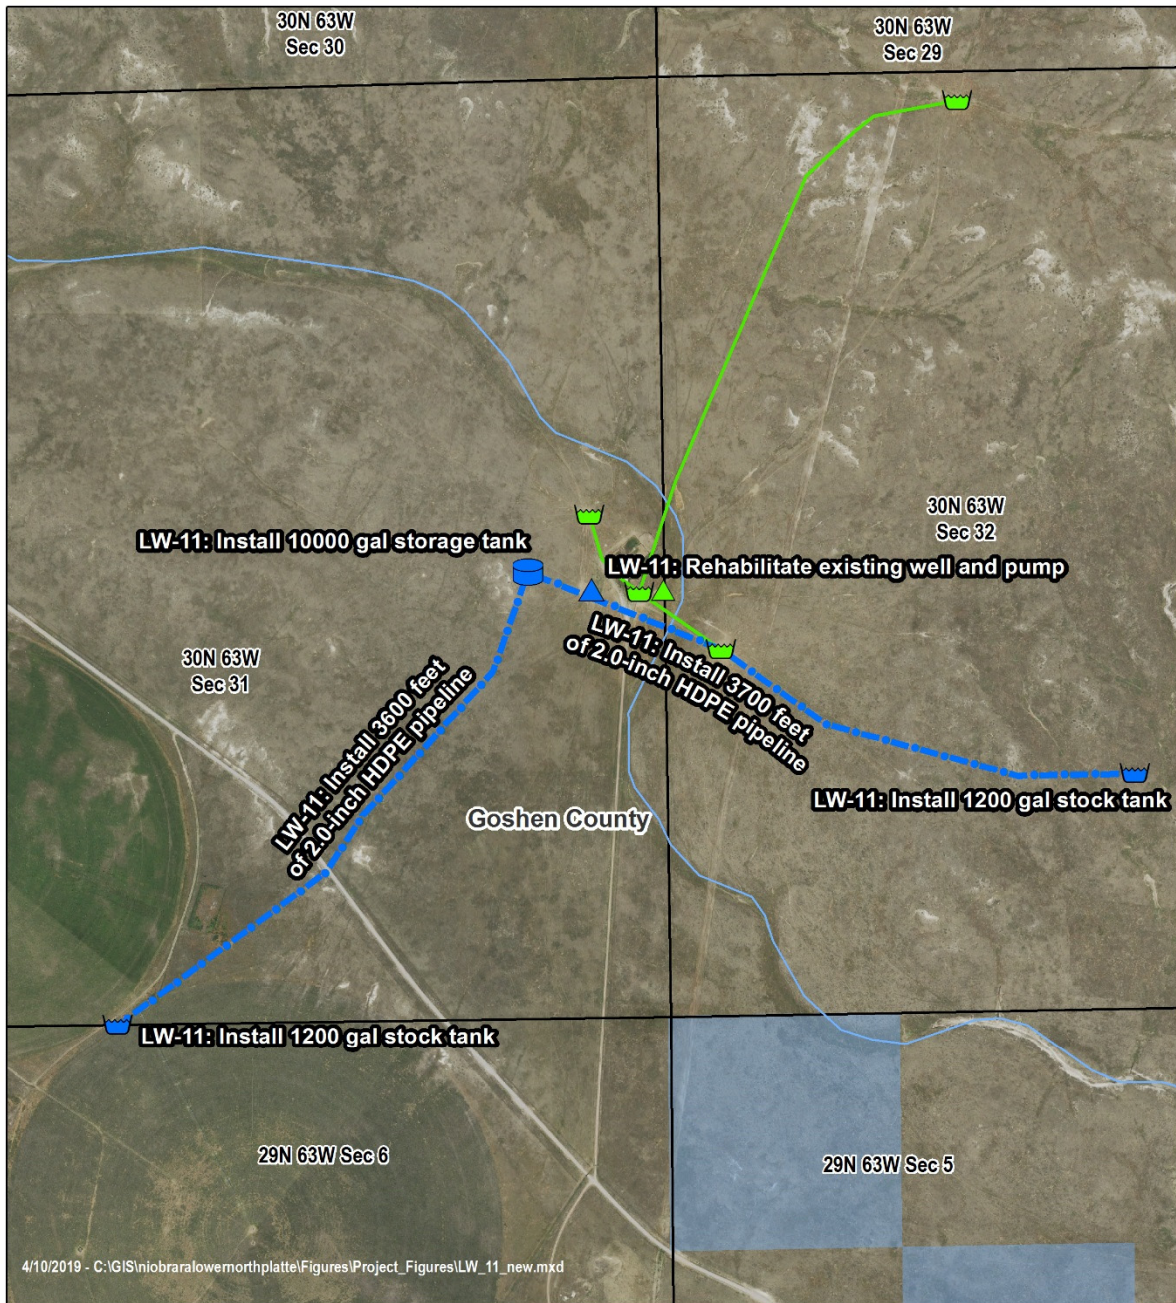 30N 63W
Sec 30
30N 63W
Sec 29
30N 63W
Sec 32
LW-11: Install 10000 gal storage tank
LW-11: Rehabilitate existing well and pump
LW-11: Install 3700 feet
of 2.0-inch HDPE pipeline
30N 63W
Sec 31
LW-11: Install 3600 feet
of 2.0-inch HDPE pipeline
LW-11: Install 1200 gal stock tank
Goshen County
LW-11: Install 1200 gal stock tank
29N 63W Sec 6
29N 63W Sec 5
4/10/2019 - C:\GIS\niobraralowernorthplatte\Figures\Project_Figures\LW_11_new.mxd